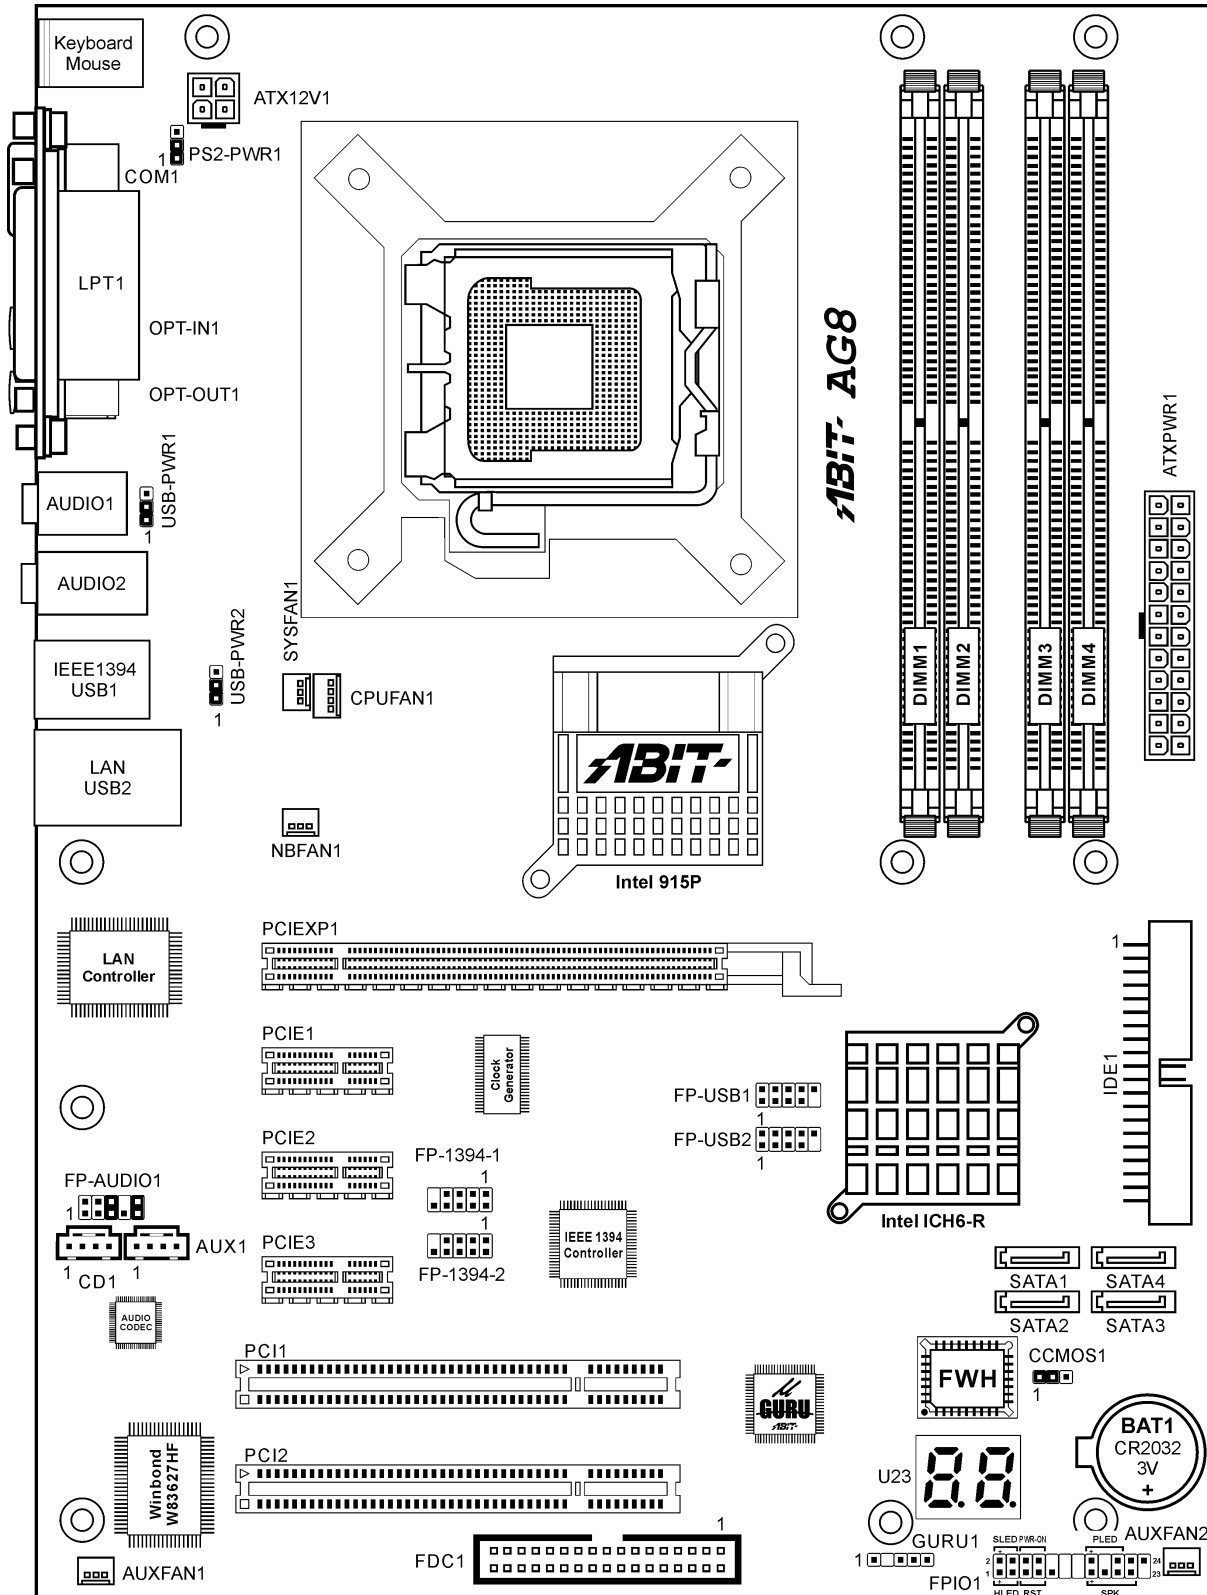 Keyboard
Mouse
ATX12V1
1
PS2-PWR1
COM1
LPT1
OPT-IN1
OPT-OUT1
ABIT AG8
ATXPWR1
AUDIO1
USB-PWR1
1
AUDIO2
IEEE1394
USB1
USB-PWR2
1
SYSFAN1
CPUFAN1
DIMM1
DIMM2
DIMM3
DIMM4
LAN
USB2
ABIT
NBFAN1
Intel 915P
LAN
Controller
PCIEXP1
1
IDE1
PCIE1
Clock
Generator
FP-USB1
1
FP-USB2
1
PCIE2
FP-1394-1
1
FP-AUDIO1
1
Intel ICH6-R
1
AUX1
1
CD1
1
PCIE3
FP-1394-2
IEEE 1394
Controller
SATA1
SATA4
SATA2
SATA3
AUDIO
CODEC
PCI1
μ
GURU
ABIT
FWH
CCMOS1
1
BAT1
CR2032
3V
+
Winbond
W83627HF
PCI2
U23
8.8.
AUXFAN1
FDC1
1
GURU1
1
FPIO1
SLED
PWR-ON
PLED
+
+
2
24
1
23
+
+
HLED
RST
SPK
AUXFAN2